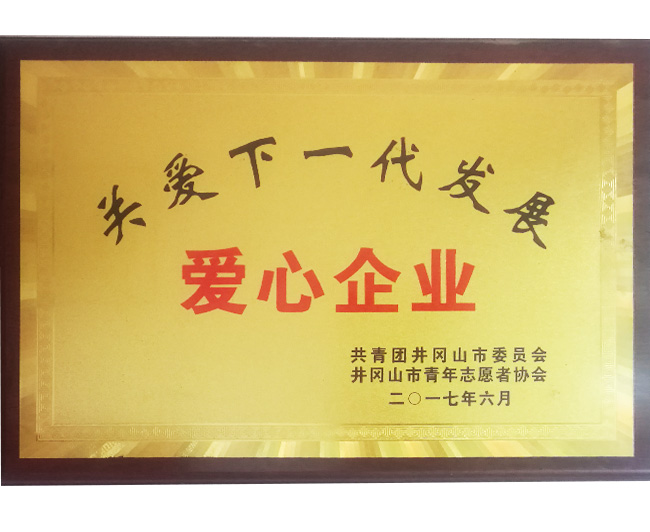 关爱下一代发展
爱心企业
共青团井冈山市委员会
井冈山市青年志愿者协会
二〇一七年六月